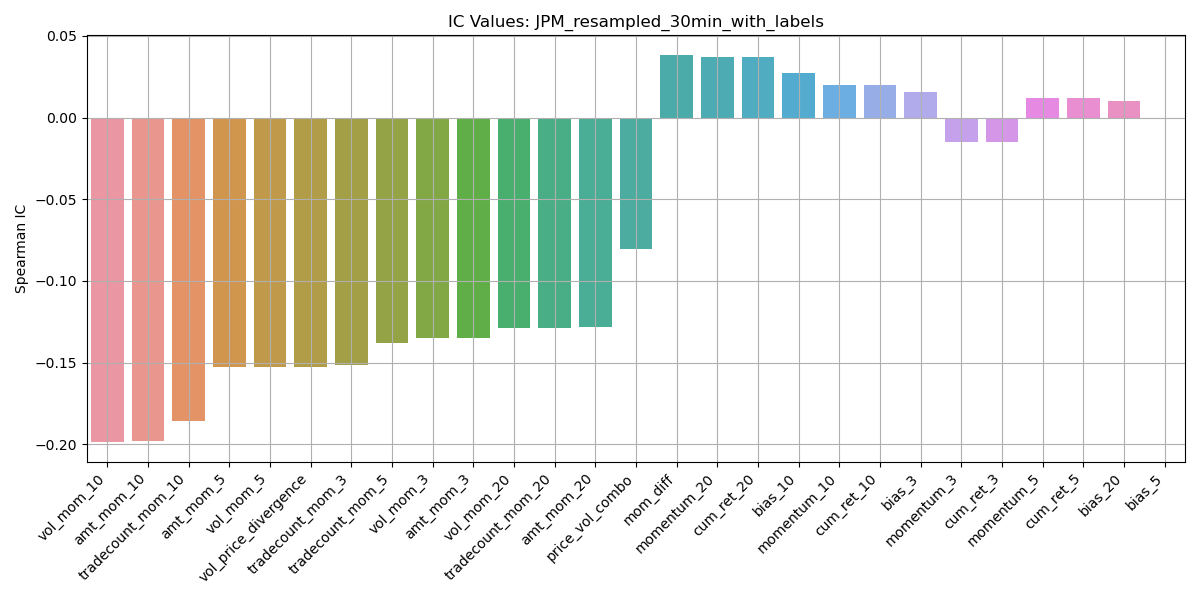 IC Values: JPM_resampled_30min_with_labels
Spearman IC
0.05
0.00
−0.05
−0.10
−0.15
−0.20
vol_mom_10
amt_mom_10
tradecount_mom_10
amt_mom_5
vol_mom_5
vol_price_divergence
tradecount_mom_3
tradecount_mom_5
vol_mom_3
amt_mom_3
vol_mom_20
tradecount_mom_20
amt_mom_20
price_vol_combo
mom_diff
momentum_20
cum_ret_20
bias_10
momentum_10
cum_ret_10
bias_3
momentum_3
cum_ret_3
momentum_5
cum_ret_5
bias_20
bias_5